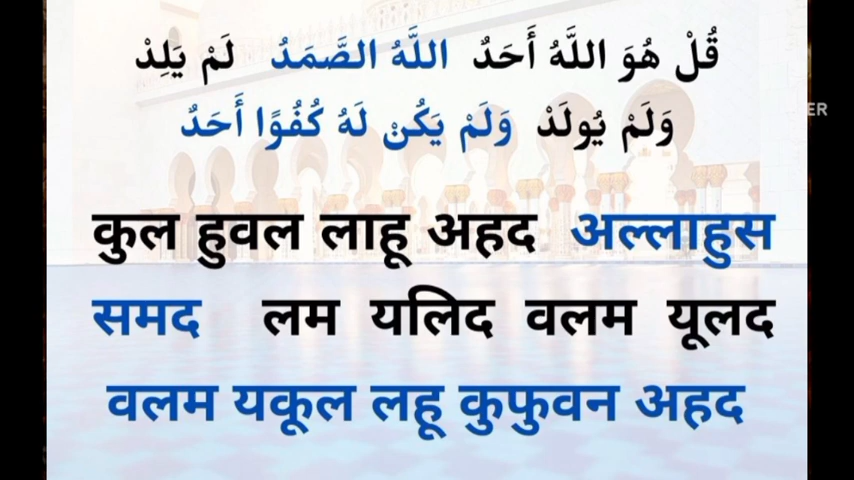 قُلْ هُوَ اللَّهُ أَحَدٌ اللَّهُ الصَّمَدُ لَمْ يَلِدْ
وَلَمْ يُولَدْ وَلَمْ يَكُنْ لَهُ كُفُوًا أَحَدٌ
कुल हुवल लाहू अहद अल्लाहुस
समद लम यलिद वलम यूलद
वलम यकूल लहू कुफुवन अहद